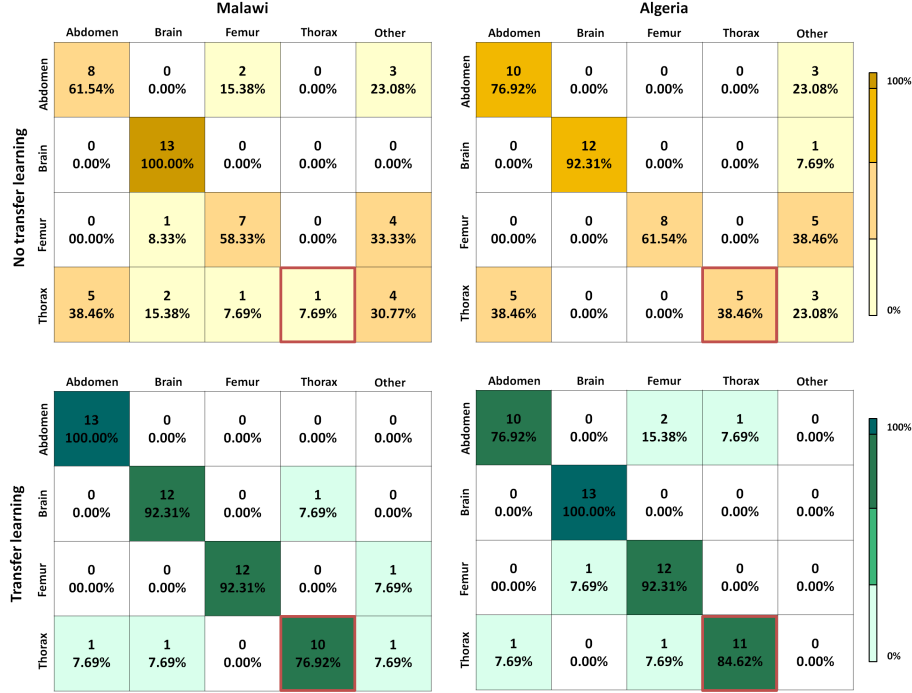 Malawi
Algeria
Abdomen Brain Femur Thorax Other
Abdomen Brain Femur Thorax Other
No transfer learning
Abdomen
8 0 2 0 3
61.54% 0.00% 15.38% 0.00% 23.08%
Brain
0 13 0 0 0
0.00% 100.00% 0.00% 0.00% 0.00%
Femur
0 1 7 0 4
00.00% 8.33% 58.33% 0.00% 33.33%
Thorax
5 2 1 1 4
38.46% 15.38% 7.69% 7.69% 30.77%
Abdomen
10 0 0 0 3
76.92% 0.00% 0.00% 0.00% 23.08%
Brain
0 12 0 0 1
0.00% 92.31% 0.00% 0.00% 7.69%
Femur
0 0 8 0 5
00.00% 0.00% 61.54% 0.00% 38.46%
Thorax
5 0 0 5 3
38.46% 0.00% 0.00% 38.46% 23.08%
100%
0%
Transfer learning
Abdomen Brain Femur Thorax Other
Abdomen
13 0 0 0 0
100.00% 0.00% 0.00% 0.00% 0.00%
Brain
0 12 0 1 0
0.00% 92.31% 0.00% 7.69% 0.00%
Femur
0 0 12 0 1
00.00% 0.00% 92.31% 0.00% 7.69%
Thorax
1 1 0 10 1
7.69% 7.69% 0.00% 76.92% 7.69%
Abdomen Brain Femur Thorax Other
Abdomen
10 0 2 1 0
76.92% 0.00% 15.38% 7.69% 0.00%
Brain
0 13 0 0 0
0.00% 100.00% 0.00% 0.00% 0.00%
Femur
0 1 12 0 0
00.00% 7.69% 92.31% 0.00% 0.00%
Thorax
1 0 1 11 0
7.69% 0.00% 7.69% 84.62% 0.00%
100%
0%